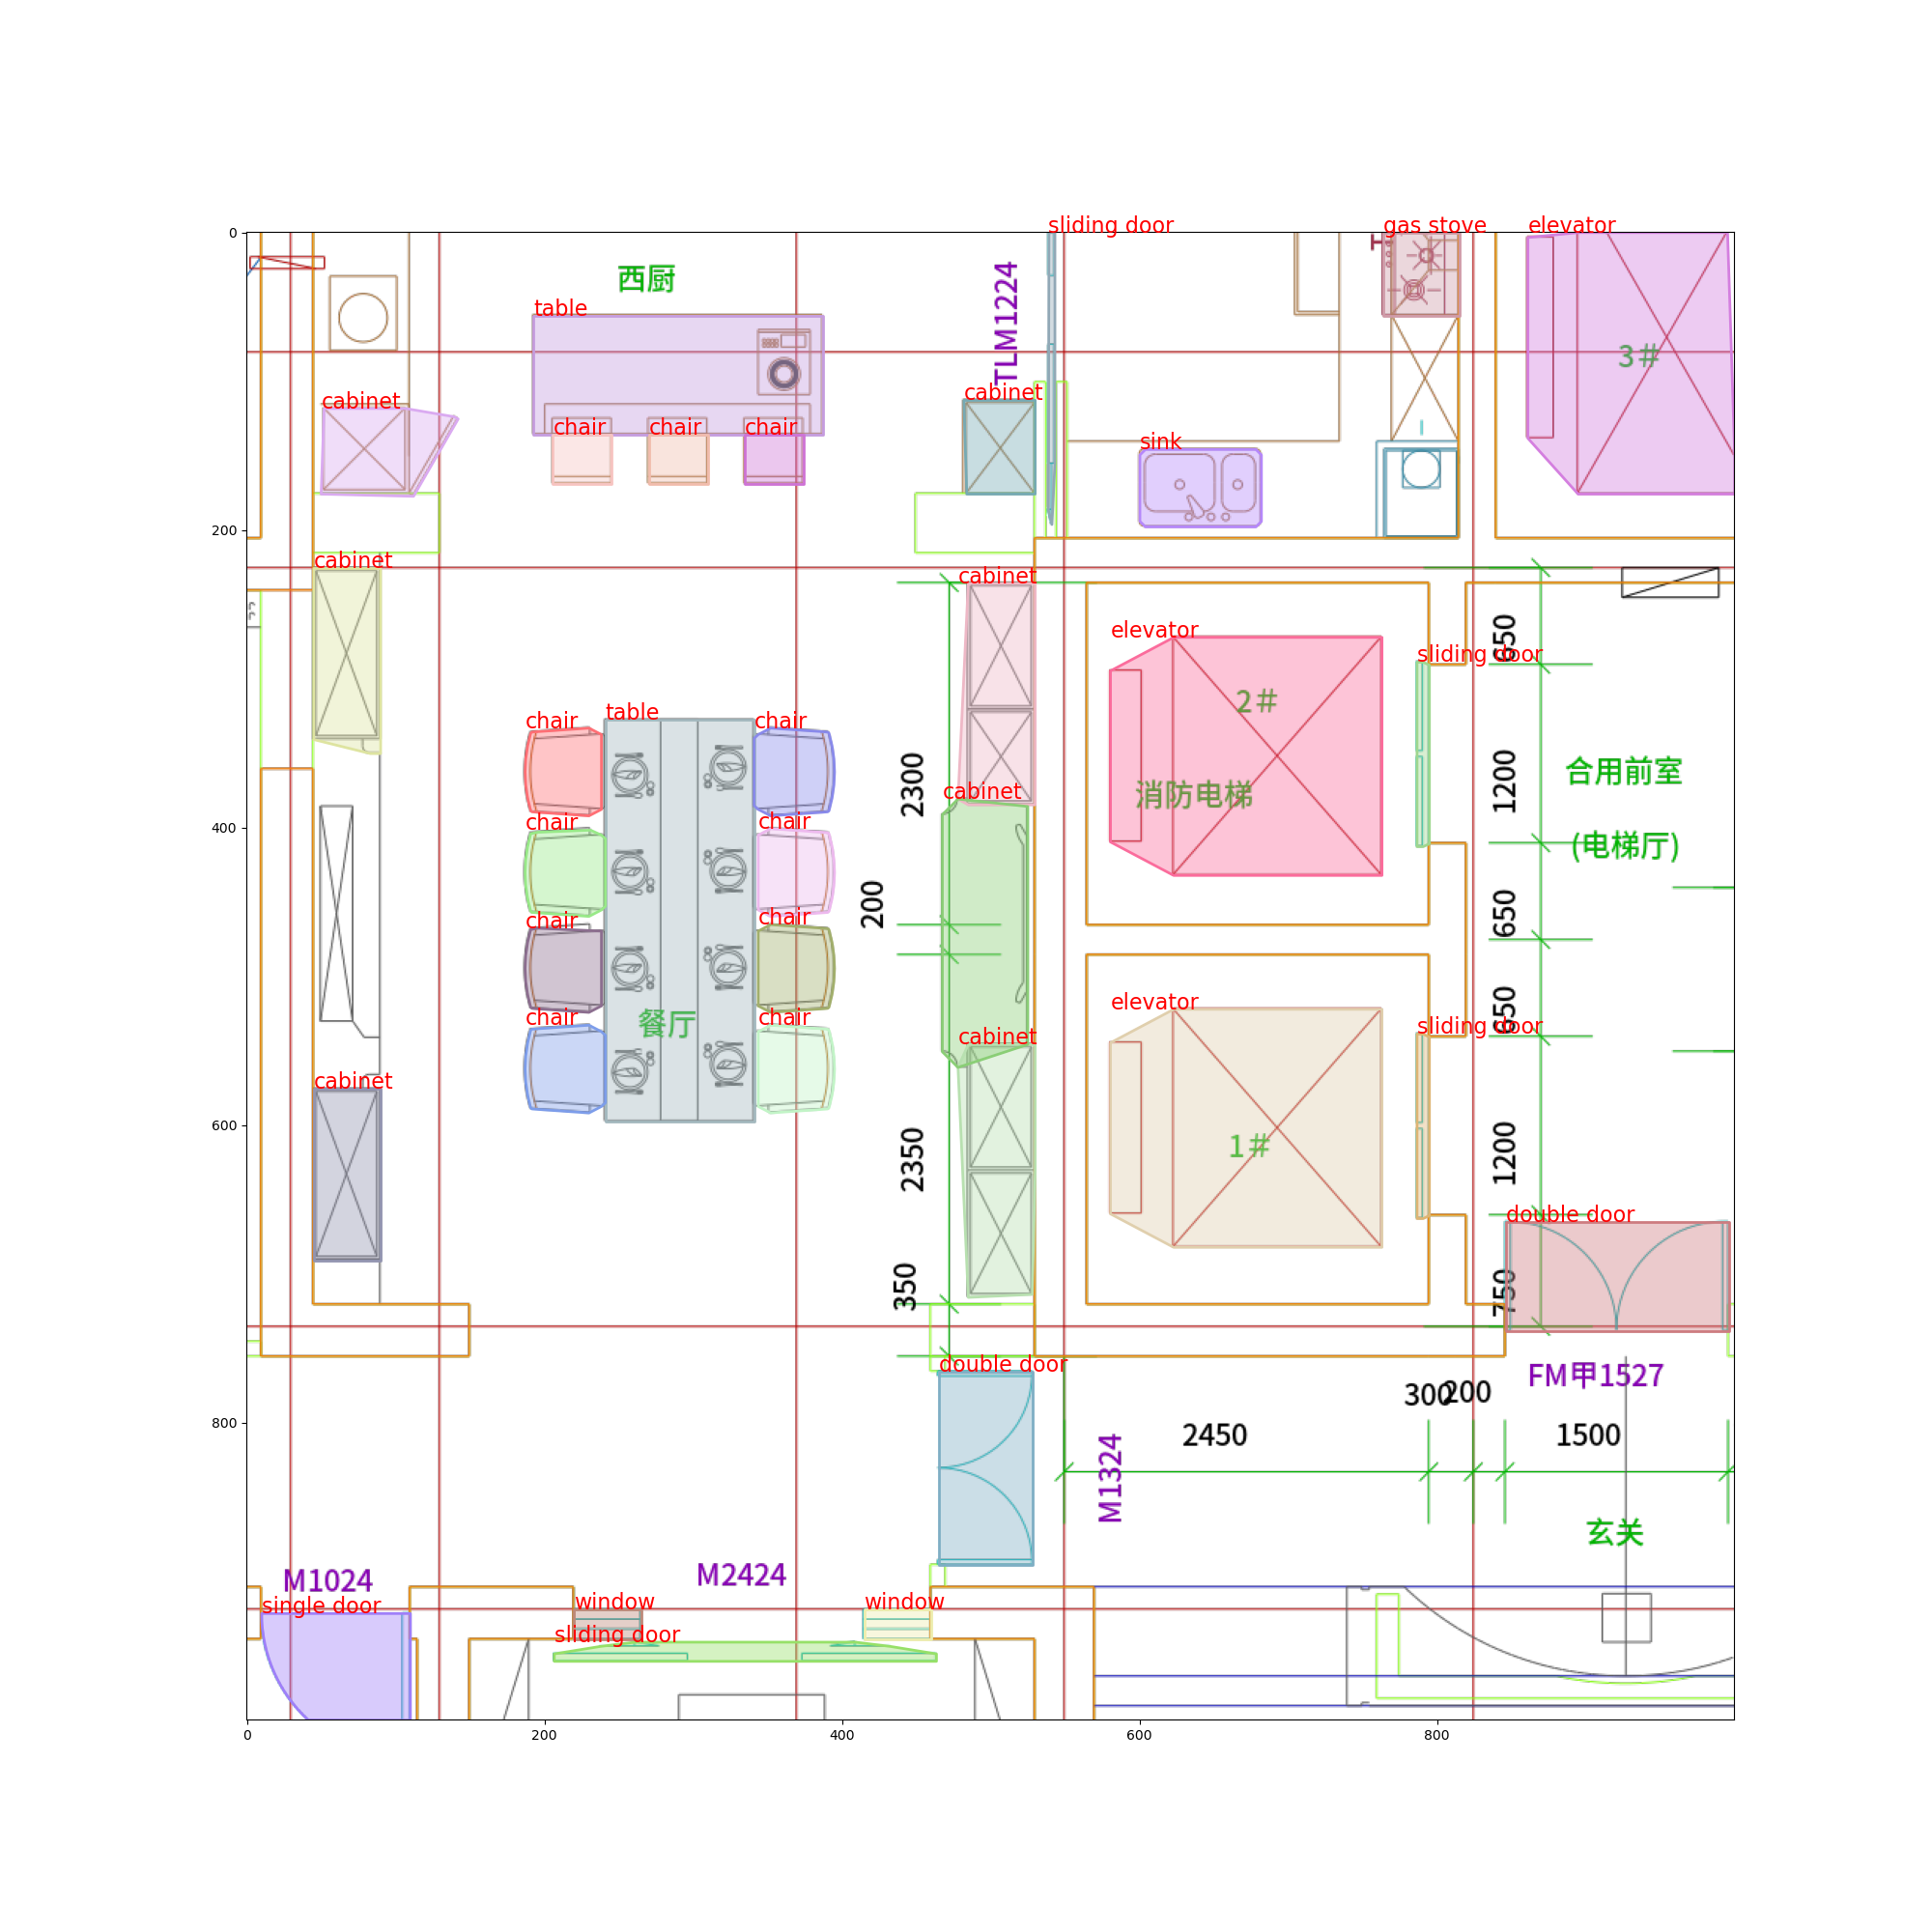 0
200
400
600
800
0
200
400
600
800
sliding door
gas stove
elevator
西厨
table
TLM1224
3#
cabinet
cabinet
chair
chair
chair
sink
cabinet
cabinet
elevator
sliding door
650
2#
chair
table
chair
2300
消防电梯
1200
合用前室
(电梯厅)
cabinet
chair
chair
200
650
chair
chair
elevator
650
sliding door
chair
餐厅
chair
cabinet
cabinet
2350
1#
1200
double door
350
750
double door
FM甲1527
300
200
2450
1500
M1324
玄关
M1024
M2424
single door
window
window
sliding door